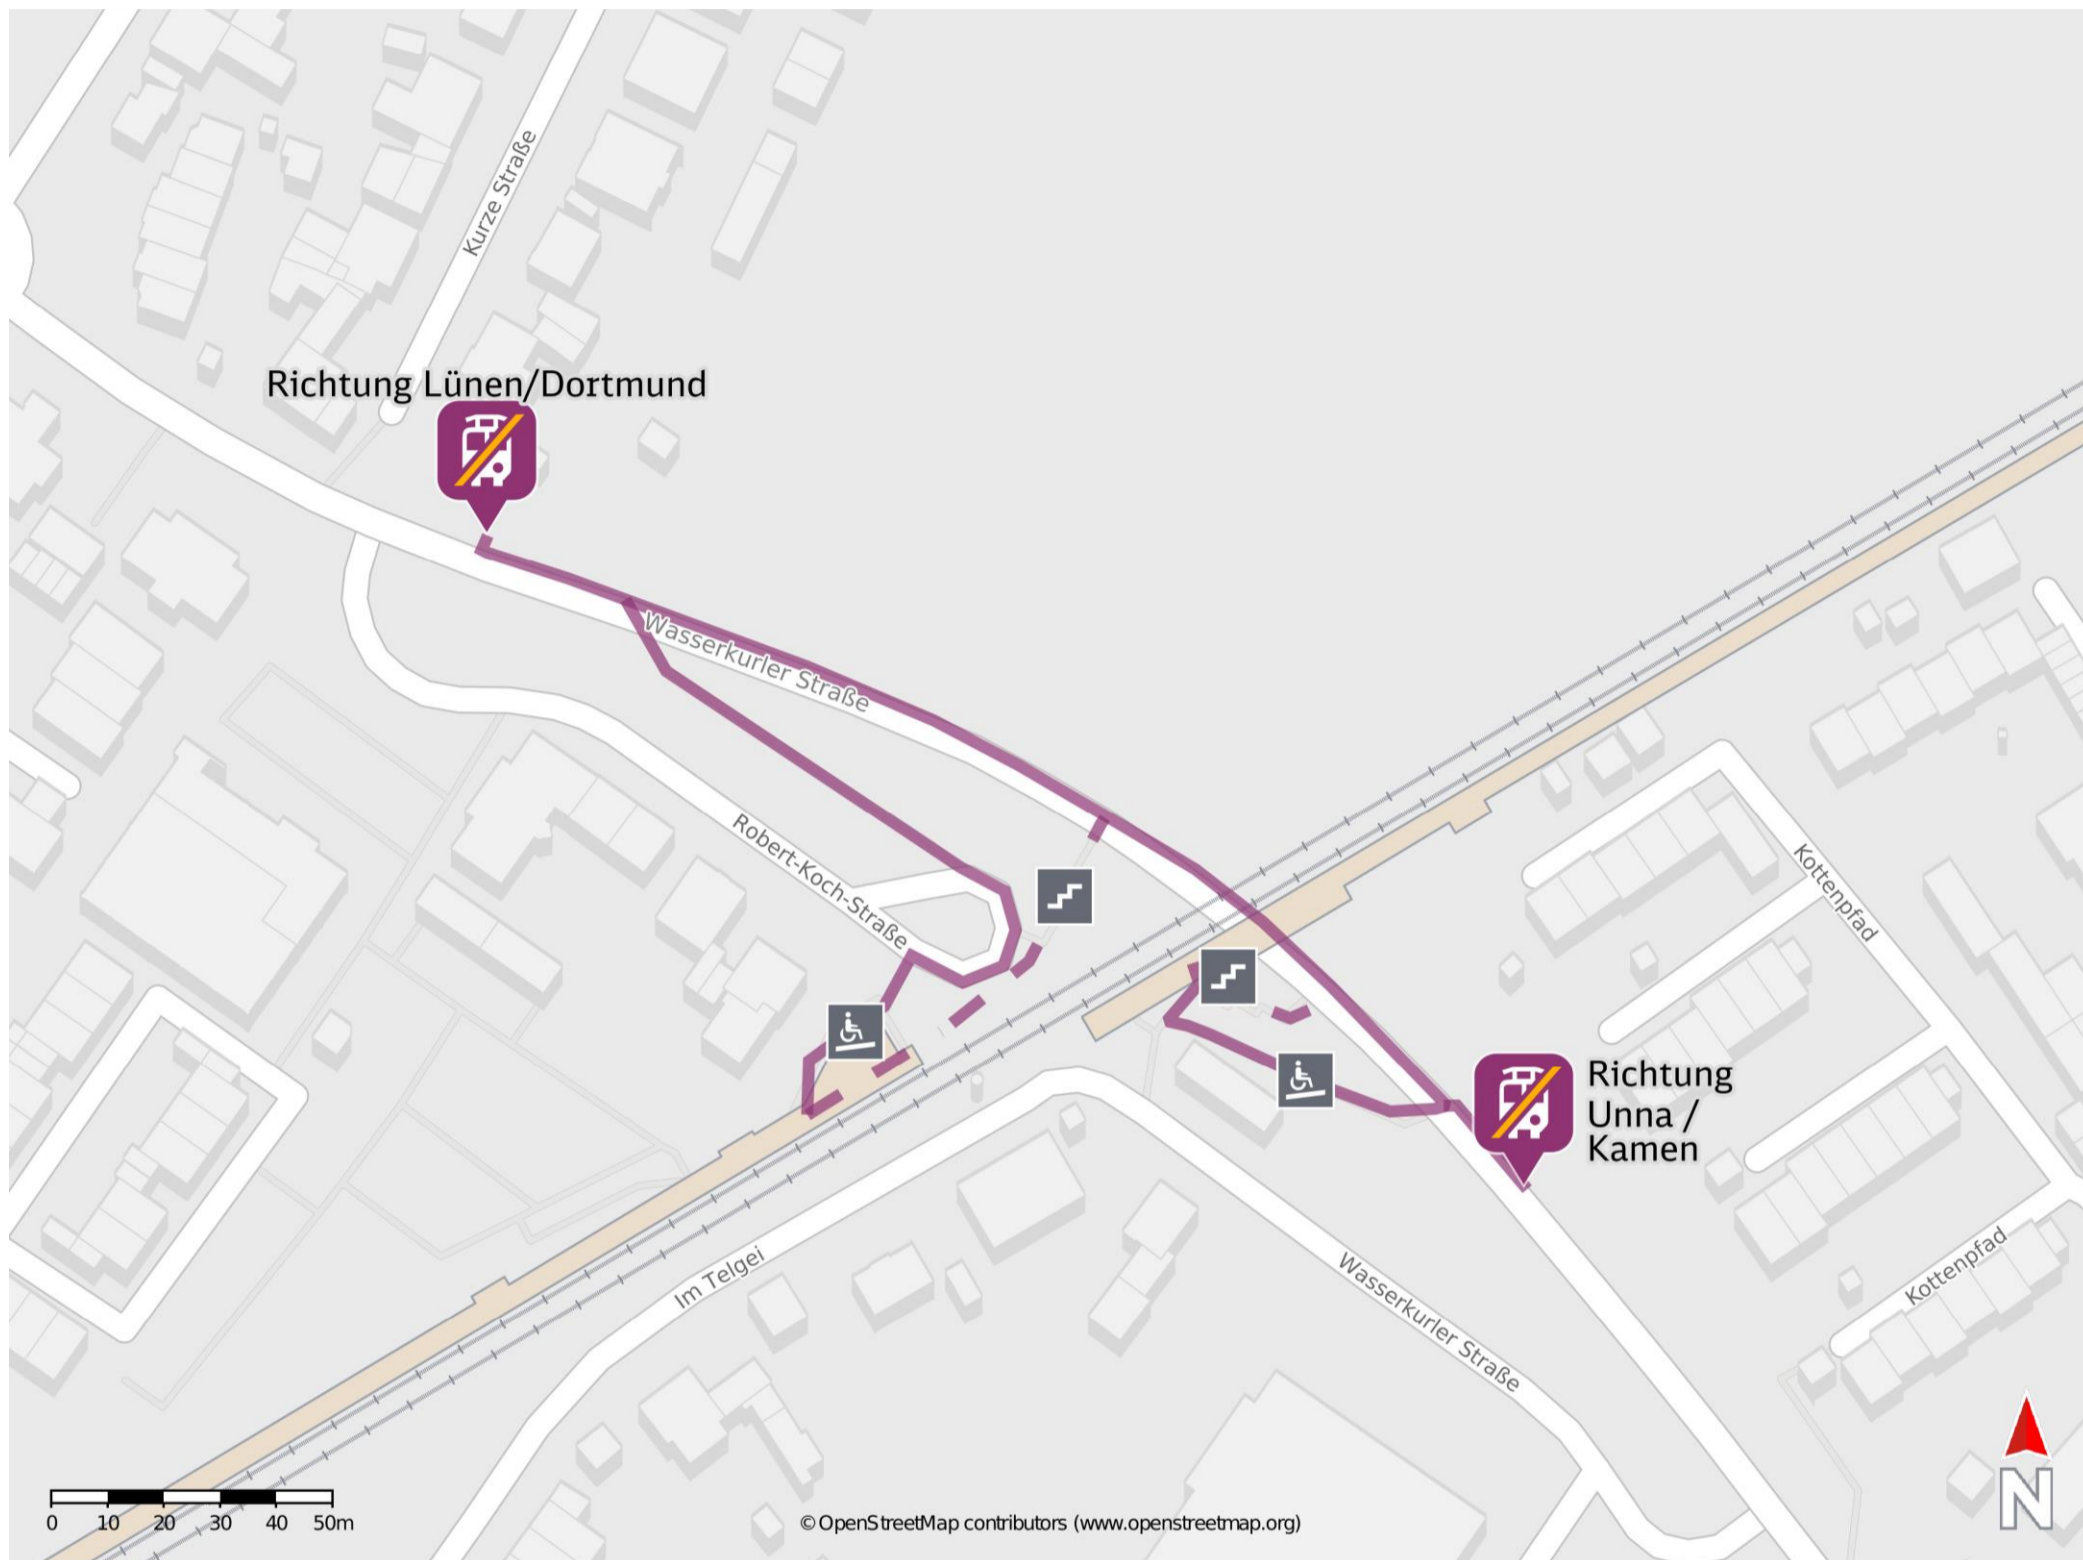 Kurze Straße
Richtung Lünen/Dortmund
Wasserkurler Straße
Robert-Koch-Straße
Kottenpfad
Richtung
Unna /
Kamen
Im Telgei
Wasserkurler Straße
Kottenpfad
N
0 10 20 30 40 50m
© OpenStreetMap contributors (www.openstreetmap.org)